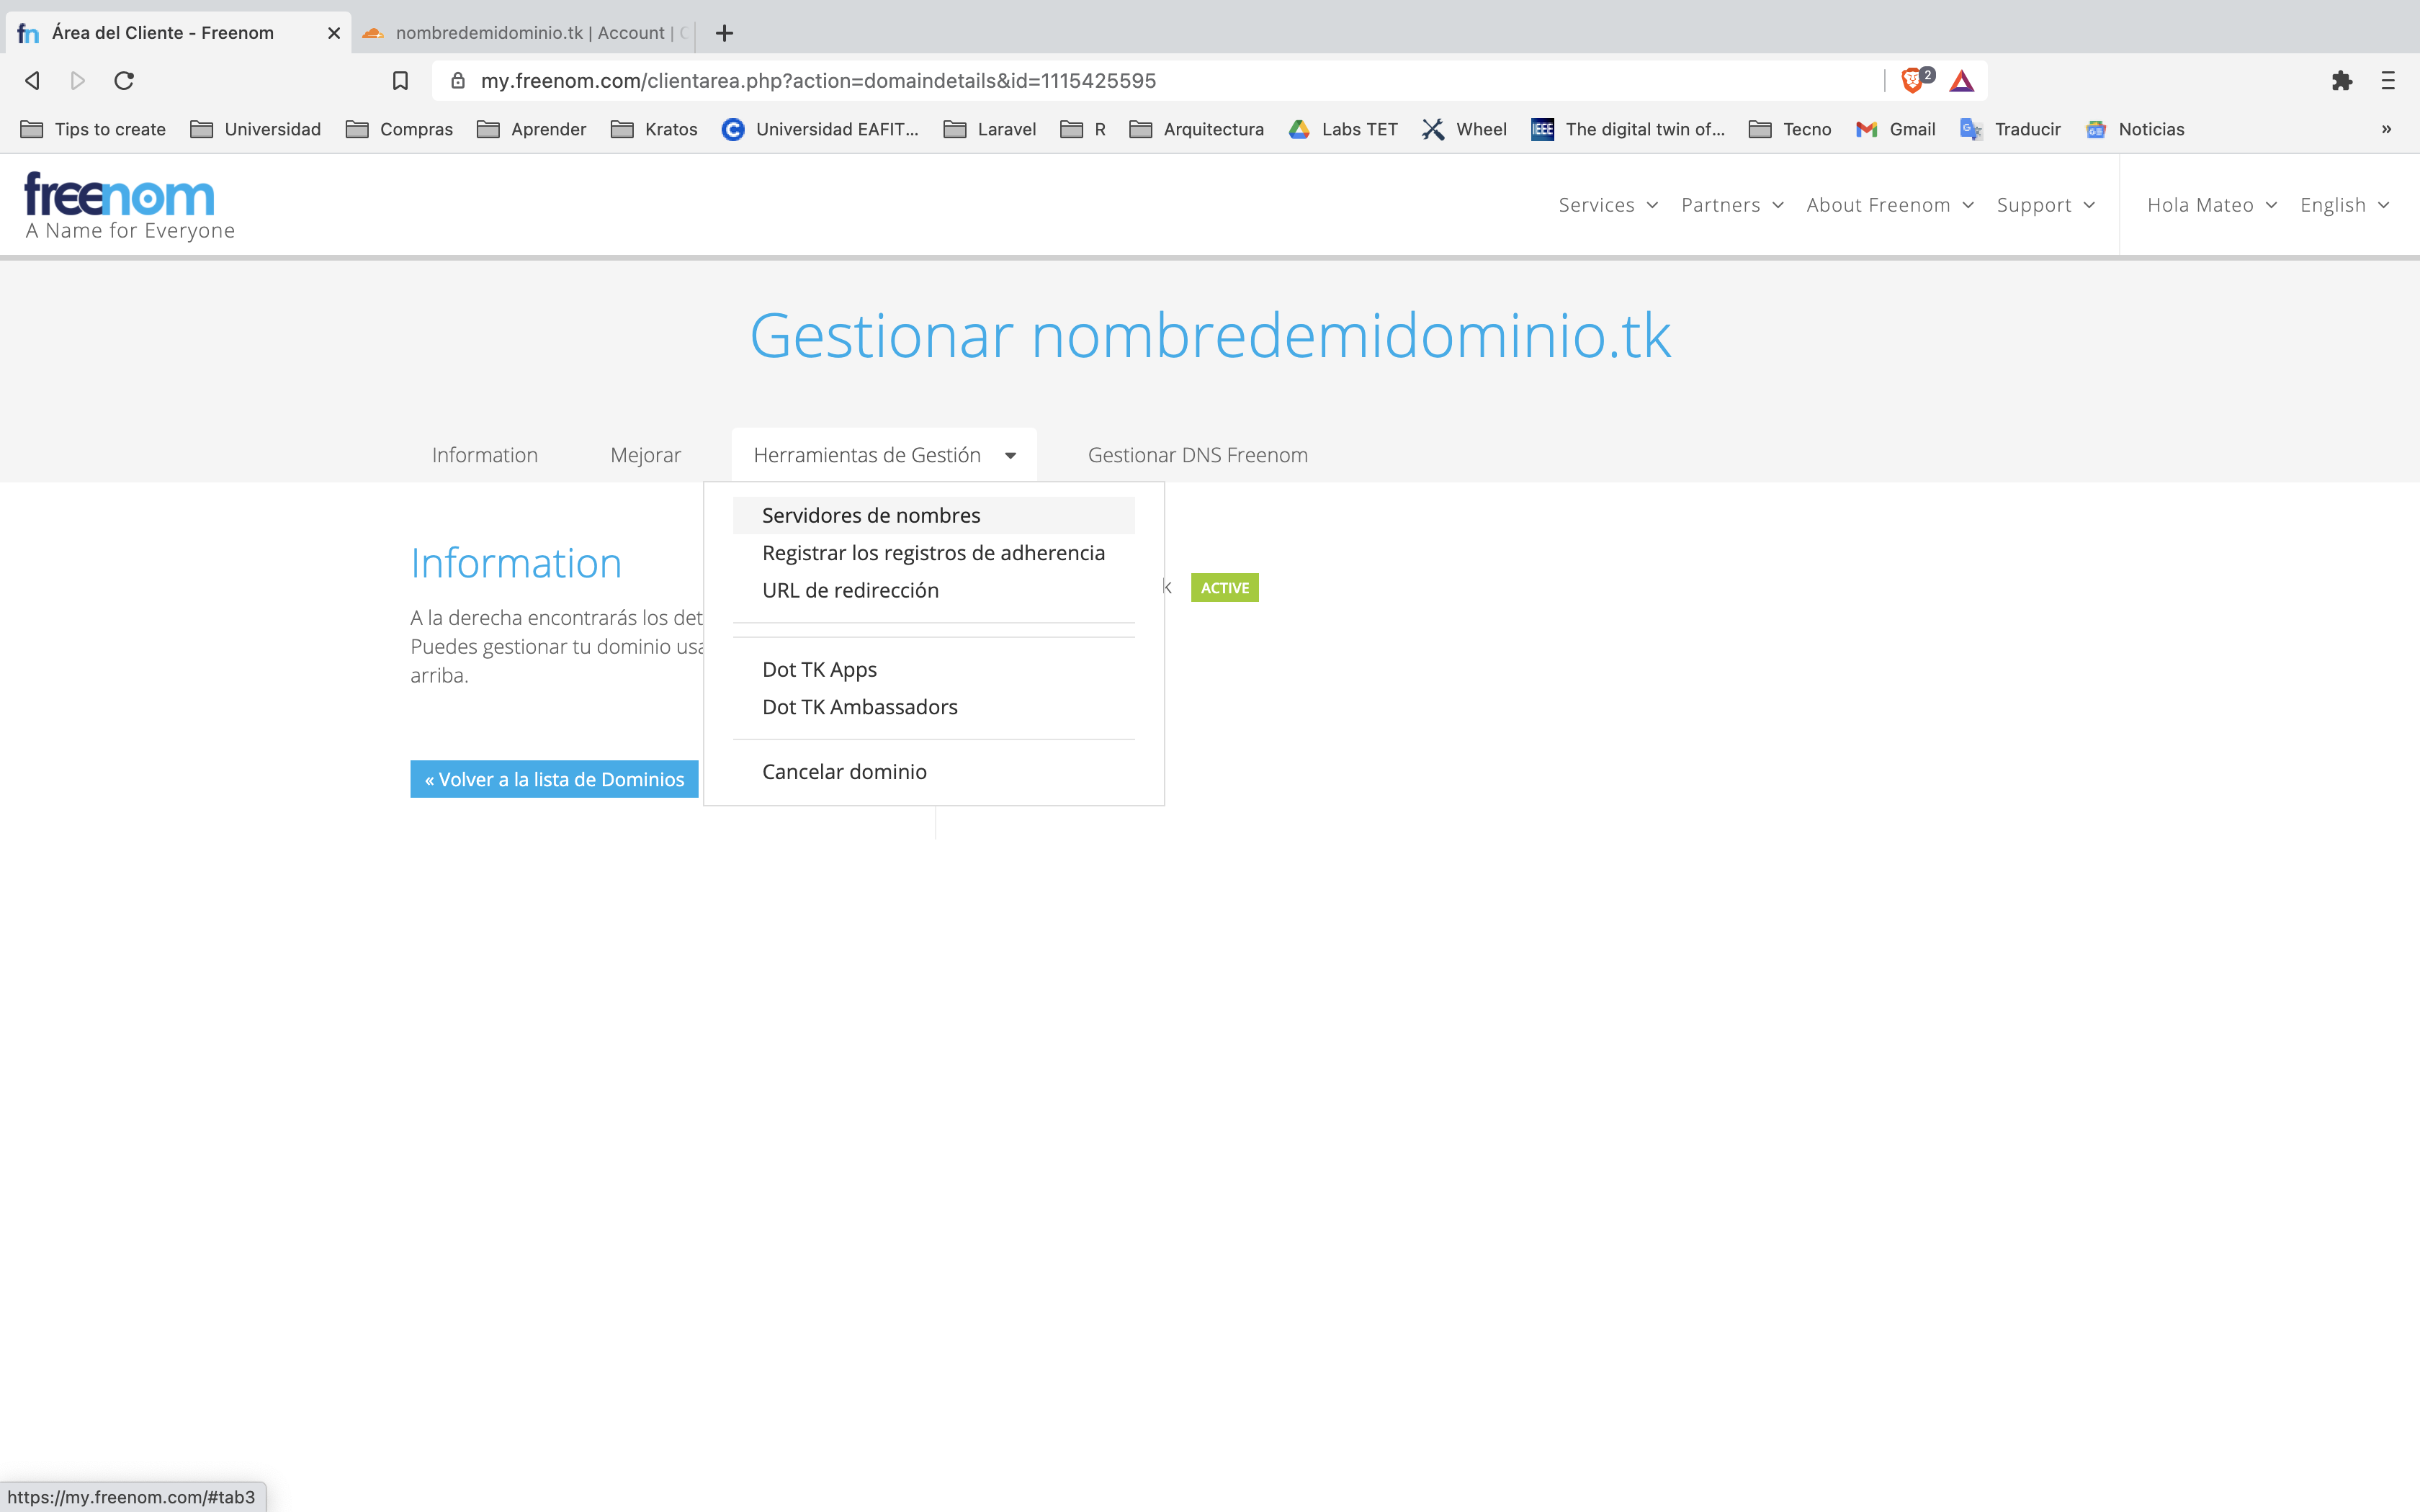 Área del Cliente - Freenom
nombredemidominio.tk | Account |
my.freenom.com/clientarea.php?action=domaindetails&id=1115425595
2
Tips to create
Universidad
Compras
Aprender
Kratos
Universidad EAFIT...
Laravel
R
Arquitectura
Labs TET
Wheel
IEEE
The digital twin of...
Tecno
Gmail
Traducir
Noticias
»
freenom
A Name for Everyone
Services
Partners
About Freenom
Support
Hola Mateo
English
Gestionar nombredemidominio.tk
Information
Mejorar
Herramientas de Gestión
Gestionar DNS Freenom
Servidores de nombres
Registrar los registros de adherencia
URL de redirección
Dot TK Apps
Dot TK Ambassadors
Cancelar dominio
Information
A la derecha encontrarás los det
Puedes gestionar tu dominio usa
arriba.
k ACTIVE
« Volver a la lista de Dominios
https://my.freenom.com/#tab3